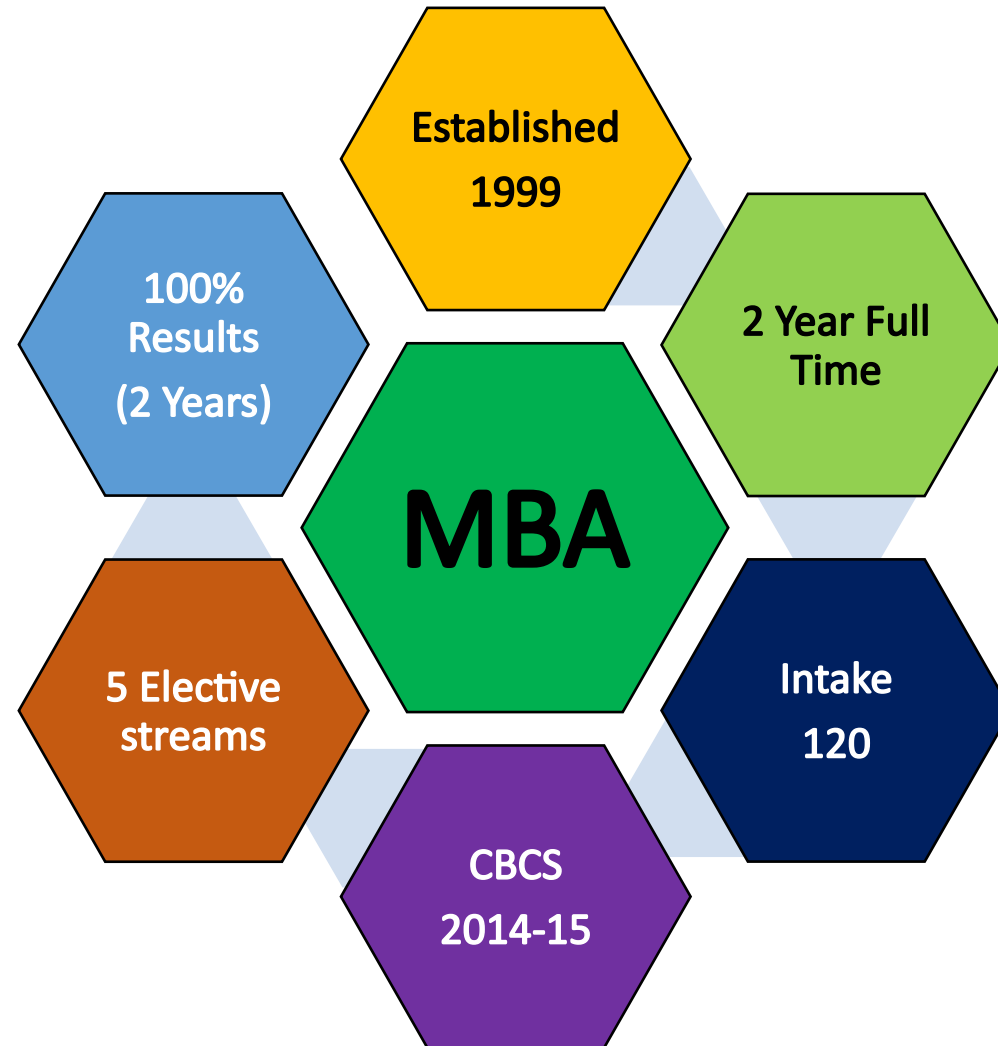 Established
1999
2 Year Full
Time
Intake
120
CBCS
2014-15
5 Elective
streams
100%
Results
(2 Years)
MBA